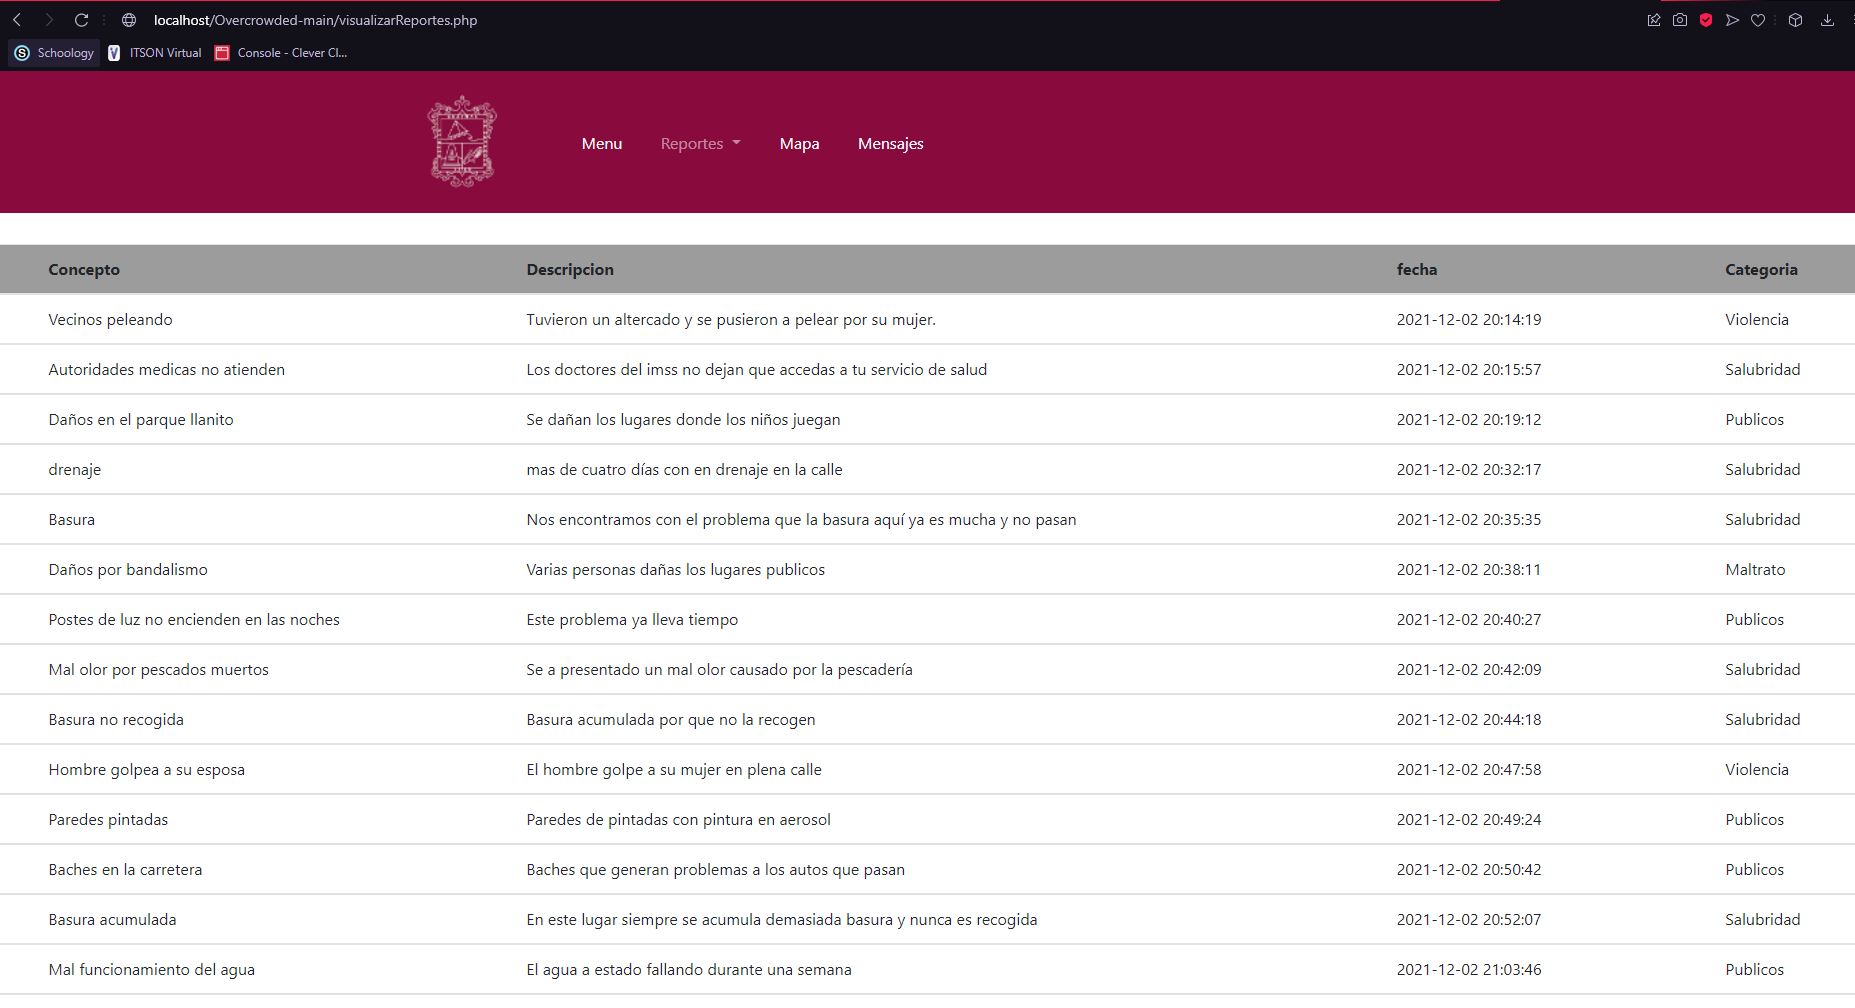 localhost/Overcrowded-main/visualizarReportes.php
Schoology ITSON Virtual Console - Clever Cl...
Menu Reportes Mapa Mensajes
Concepto Descripcion fecha Categoria
Vecinos peleando Tuvieron un altercado y se pusieron a pelear por su mujer. 2021-12-02 20:14:19 Violencia
Autoridades medicas no atienden Los doctores del imss no dejan que accedas a tu servicio de salud 2021-12-02 20:15:57 Salubridad
Daños en el parque llanito Se dañan los lugares donde los niños juegan 2021-12-02 20:19:12 Publicos
drenaje mas de cuatro días con en drenaje en la calle 2021-12-02 20:32:17 Salubridad
Basura Nos encontramos con el problema que la basura aquí ya es mucha y no pasan 2021-12-02 20:35:35 Salubridad
Daños por bandalismo Varias personas dañas los lugares publicos 2021-12-02 20:38:11 Maltrato
Postes de luz no encienden en las noches Este problema ya lleva tiempo 2021-12-02 20:40:27 Publicos
Mal olor por pescados muertos Se a presentado un mal olor causado por la pescadería 2021-12-02 20:42:09 Salubridad
Basura no recogida Basura acumulada por que no la recogen 2021-12-02 20:44:18 Salubridad
Hombre golpea a su esposa El hombre golpe a su mujer en plena calle 2021-12-02 20:47:58 Violencia
Paredes pintadas Paredes de pintadas con pintura en aerosol 2021-12-02 20:49:24 Publicos
Baches en la carretera Baches que generan problemas a los autos que pasan 2021-12-02 20:50:42 Publicos
Basura acumulada En este lugar siempre se acumula demasiada basura y nunca es recogida 2021-12-02 20:52:07 Salubridad
Mal funcionamiento del agua El agua a estado fallando durante una semana 2021-12-02 21:03:46 Publicos